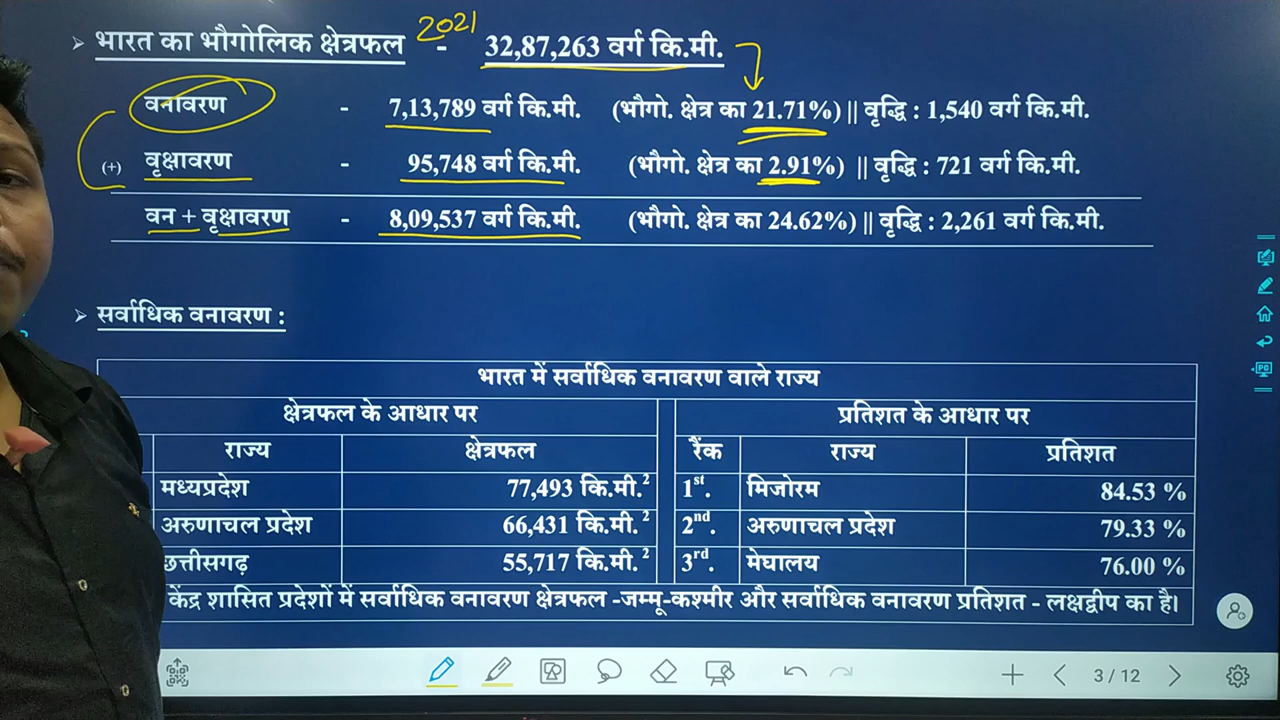 ➢ भारत का भौगोलिक क्षेत्रफल - 32,87,263 वर्ग कि.मी.
2021
वनावरण - 7,13,789 वर्ग कि.मी. (भौगो. क्षेत्र का 21.71%) || वृद्धि : 1,540 वर्ग कि.मी.
(+) वृक्षावरण - 95,748 वर्ग कि.मी. (भौगो. क्षेत्र का 2.91%) || वृद्धि : 721 वर्ग कि.मी.
वन + वृक्षावरण - 8,09,537 वर्ग कि.मी. (भौगो. क्षेत्र का 24.62%) || वृद्धि : 2,261 वर्ग कि.मी.
➢ सर्वाधिक वनावरण :
भारत में सर्वाधिक वनावरण वाले राज्य
क्षेत्रफल के आधार पर प्रतिशत के आधार पर
राज्य क्षेत्रफल रैंक राज्य प्रतिशत
मध्यप्रदेश 77,493 कि.मी.² 1st. मिजोरम 84.53 %
अरुणाचल प्रदेश 66,431 कि.मी.² 2nd. अरुणाचल प्रदेश 79.33 %
छत्तीसगढ़ 55,717 कि.मी.² 3rd. मेघालय 76.00 %
केंद्र शासित प्रदेशों में सर्वाधिक वनावरण क्षेत्रफल -जम्मू-कश्मीर और सर्वाधिक वनावरण प्रतिशत - लक्षद्वीप का है।
PC
3 / 12